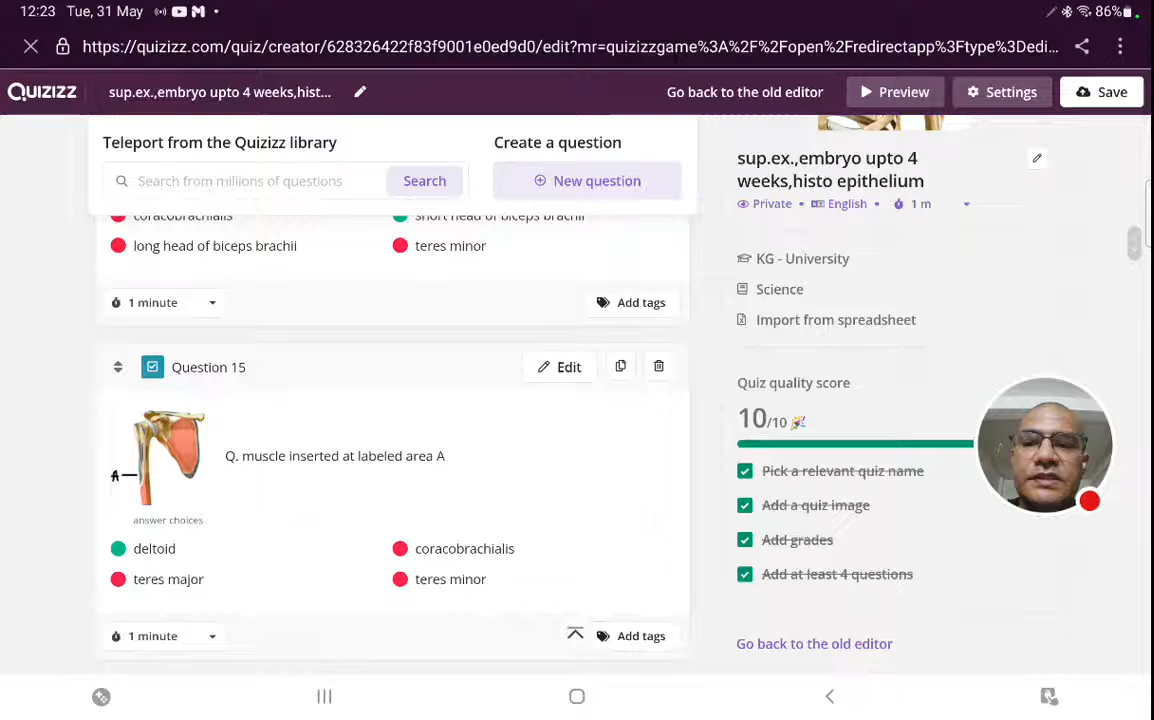 12:23 Tue, 31 May 86%
https://quizizz.com/quiz/creator/628326422f83f9001e0ed9d0/edit?mr=quizizzgame%3A%2F%2Fopen%2Fredirectapp%3Ftype%3Dedi...
QUIZIZZ sup.ex.,embryo upto 4 weeks,hist... Go back to the old editor Preview Settings Save
Teleport from the Quizizz library Create a question
Search from millions of questions Search New question
coracobrachialis short head of biceps brachii
long head of biceps brachii teres minor
1 minute Add tags
Question 15 Edit
A
Q. muscle inserted at labeled area A
answer choices
deltoid coracobrachialis
teres major teres minor
1 minute Add tags
sup.ex.,embryo upto 4
weeks,histo epithelium
Private • English • 1 m
KG - University
Science
Import from spreadsheet
Quiz quality score
10/10
Pick a relevant quiz name
Add a quiz image
Add grades
Add at least 4 questions
Go back to the old editor